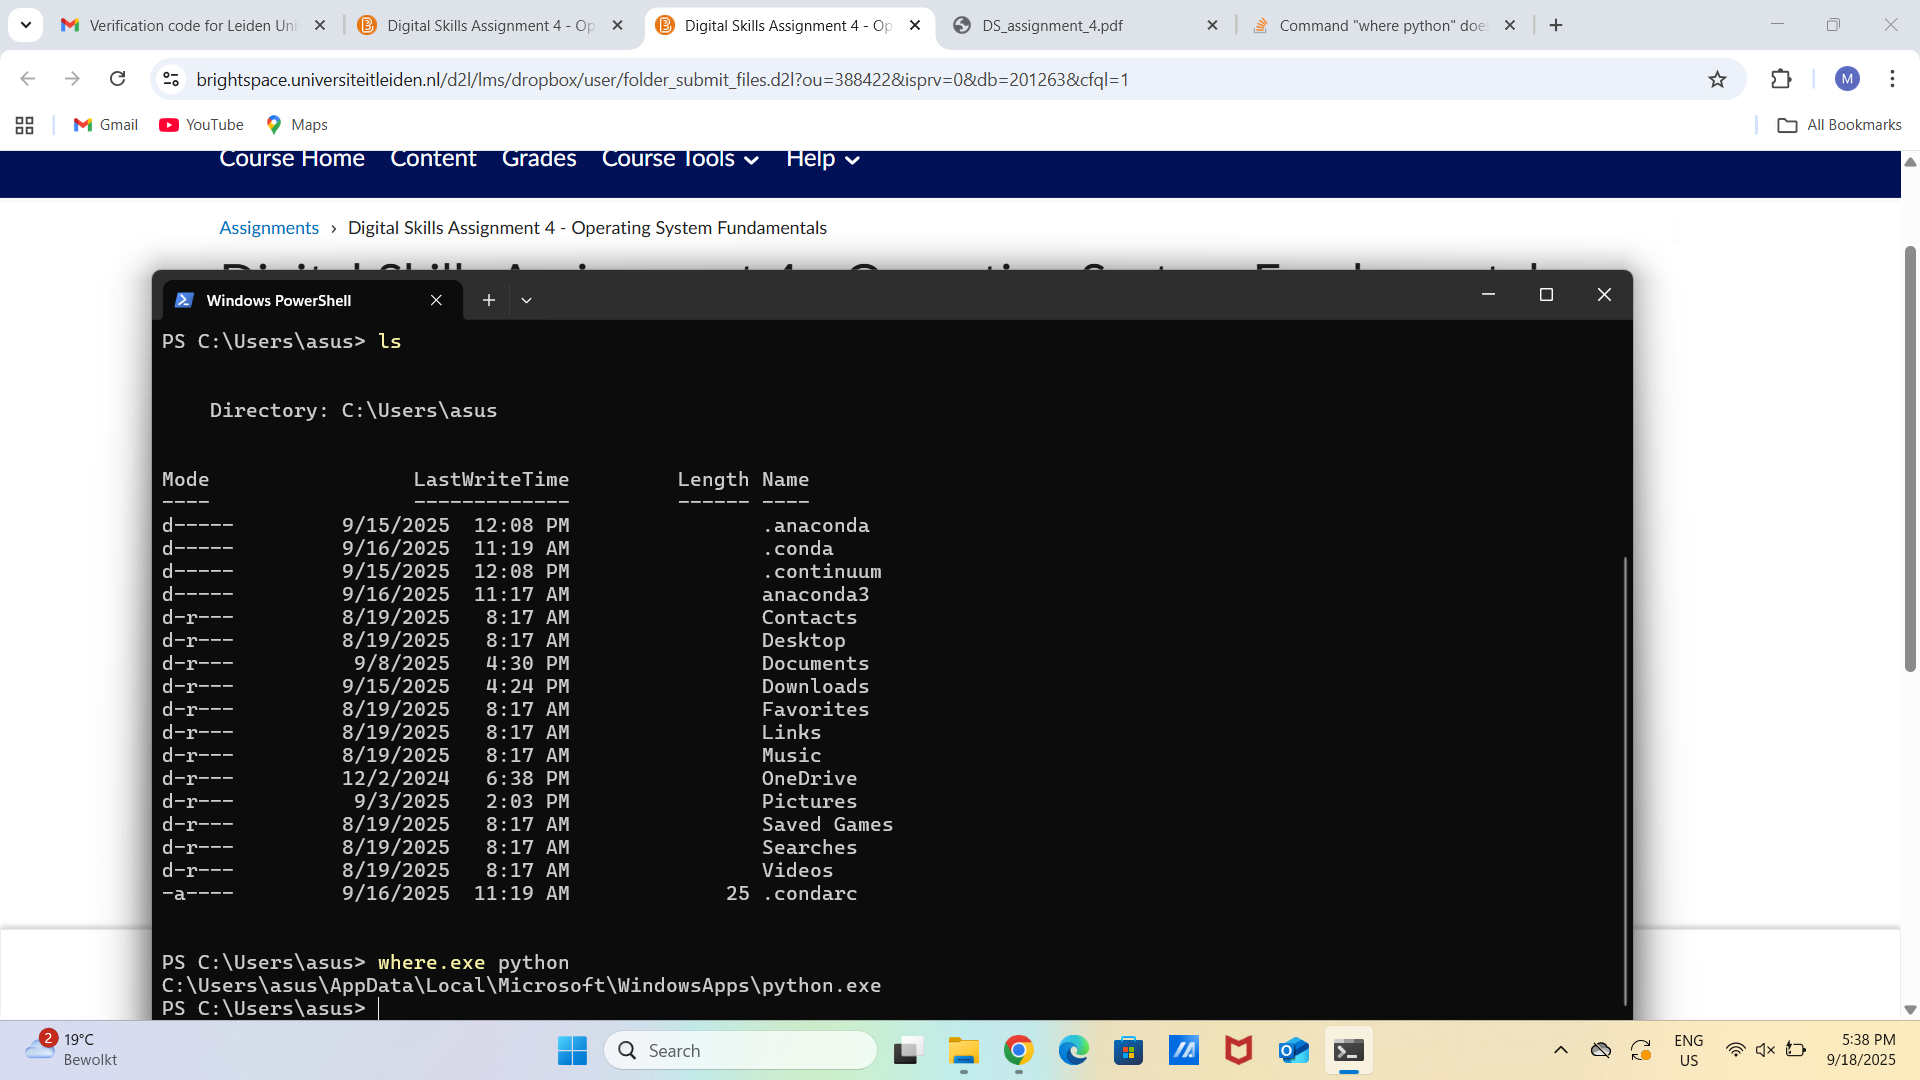 Verification code for Leiden Uni
Digital Skills Assignment 4 - Op
Digital Skills Assignment 4 - Op
DS_assignment_4.pdf
Command "where python" does
brightspace.universiteitleiden.nl/d2l/lms/dropbox/user/folder_submit_files.d2l?ou=388422&isprv=0&db=201263&cfql=1
M
Gmail
YouTube
Maps
All Bookmarks
Course Home
Content
Grades
Course Tools
Help
Assignments › Digital Skills Assignment 4 - Operating System Fundamentals
Digital Skills Assignment 4 - Operating System Fundamentals
Windows PowerShell
PS C:\Users\asus> ls
Directory: C:\Users\asus
Mode LastWriteTime Length Name
---- ------------- ------ ----
d----- 9/15/2025 12:08 PM .anaconda
d----- 9/16/2025 11:19 AM .conda
d----- 9/15/2025 12:08 PM .continuum
d----- 9/16/2025 11:17 AM anaconda3
d-r--- 8/19/2025 8:17 AM Contacts
d-r--- 8/19/2025 8:17 AM Desktop
d-r--- 9/8/2025 4:30 PM Documents
d-r--- 9/15/2025 4:24 PM Downloads
d-r--- 8/19/2025 8:17 AM Favorites
d-r--- 8/19/2025 8:17 AM Links
d-r--- 8/19/2025 8:17 AM Music
d-r--- 12/2/2024 6:38 PM OneDrive
d-r--- 9/3/2025 2:03 PM Pictures
d-r--- 8/19/2025 8:17 AM Saved Games
d-r--- 8/19/2025 8:17 AM Searches
d-r--- 8/19/2025 8:17 AM Videos
-a---- 9/16/2025 11:19 AM 25 .condarc
PS C:\Users\asus> where.exe python
C:\Users\asus\AppData\Local\Microsoft\WindowsApps\python.exe
PS C:\Users\asus>
2
19°C
Bewolkt
Search
ENG
US
5:38 PM
9/18/2025